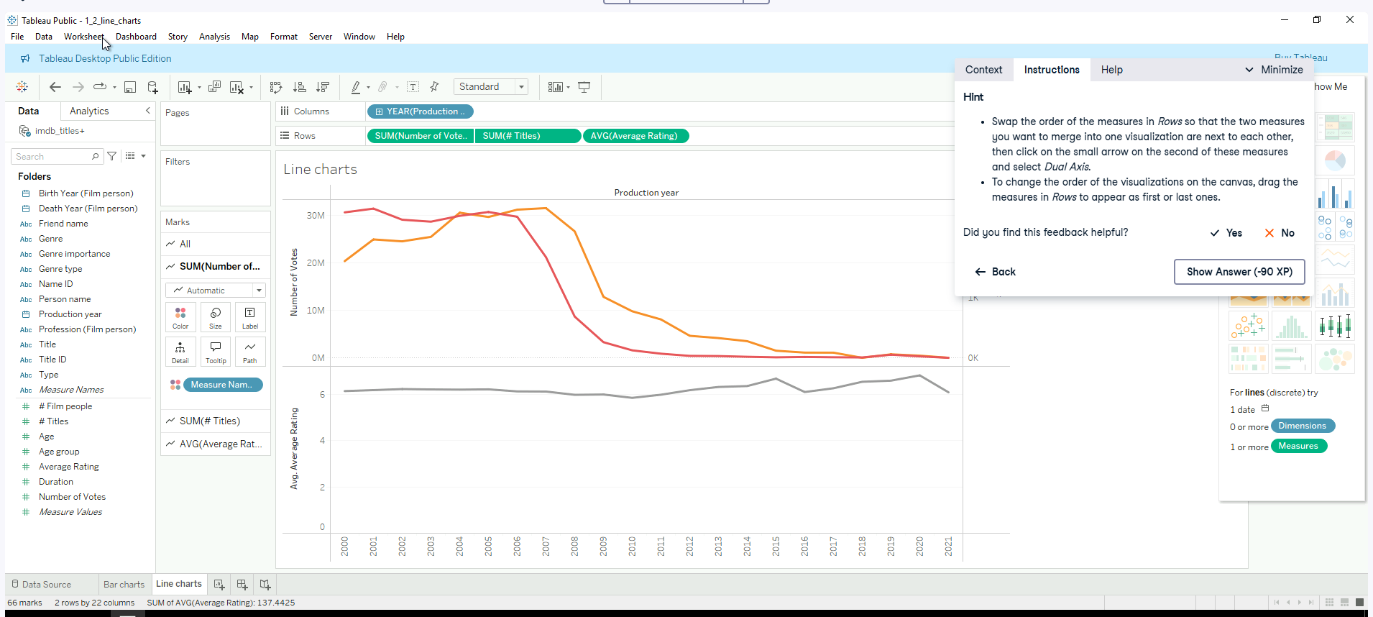 Tableau Public - 1_2_line_charts
File Data Worksheet Dashboard Story Analysis Map Format Server Window Help
Tableau Desktop Public Edition
Buy Tableau
Standard
Context Instructions Help Minimize
how Me
Hint
• Swap the order of the measures in Rows so that the two measures
you want to merge into one visualization are next to each other,
then click on the small arrow on the second of these measures
and select Dual Axis.
• To change the order of the visualizations on the canvas, drag the
measures in Rows to appear as first or last ones.
Did you find this feedback helpful? Yes No
Back Show Answer (-90 XP)
Data Analytics
imdb_titles+
Search
Folders
Birth Year (Film person)
Death Year (Film person)
Abc Friend name
Abc Genre
Abc Genre importance
Abc Genre type
Abc Name ID
Abc Person name
Production year
Abc Profession (Film person)
Abc Title
Abc Title ID
Abc Type
Abc Measure Names
# Film people
# Titles
Age
Age group
Average Rating
Duration
Number of Votes
Measure Values
Pages
Filters
Marks
All
SUM(Number of...
Automatic
Color Size Label
Detail Tooltip Path
Measure Nam..
SUM(# Titles)
AVG(Average Rat...
Columns YEAR(Production ..
Rows SUM(Number of Vote.. SUM(# Titles) AVG(Average Rating)
Line charts
Production year
Number of Votes
30M
20M
10M
0M
1K
0K
Avg. Average Rating
6
4
2
0
2000 2001 2002 2003 2004 2005 2006 2007 2008 2009 2010 2011 2012 2013 2014 2015 2016 2017 2018 2019 2020 2021
For lines (discrete) try
1 date
0 or more Dimensions
1 or more Measures
Data Source Bar charts Line charts
66 marks 2 rows by 22 columns SUM of AVG(Average Rating): 137.4425